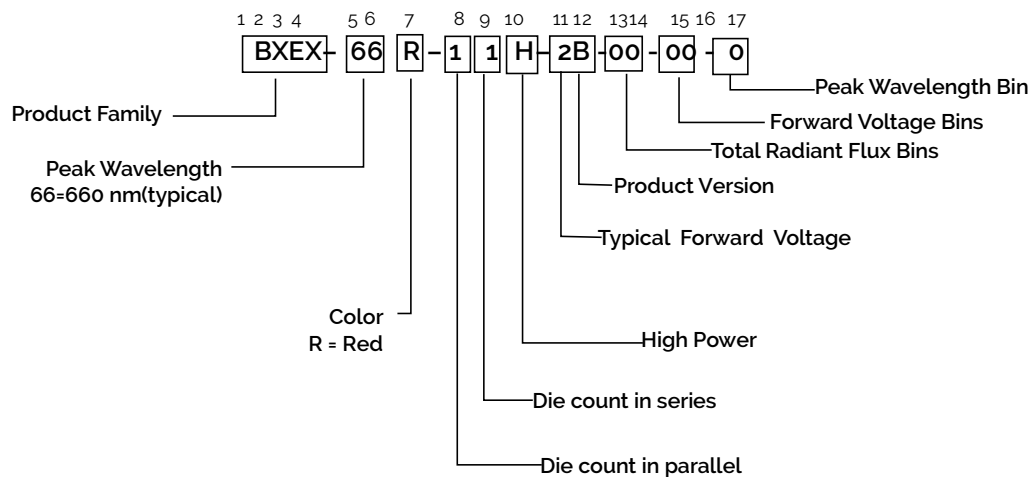 1 2 3 4 5 6 7 8 9 10 11 12 13 14 15 16 17
BXEX - 66 R - 1 1 H - 2B - 00 - 00 - 0
Peak Wavelength Bin
Product Family
Forward Voltage Bins
Total Radiant Flux Bins
Peak Wavelength
66=660 nm(typical)
Product Version
Typical Forward Voltage
Color
R = Red
High Power
Die count in series
Die count in parallel